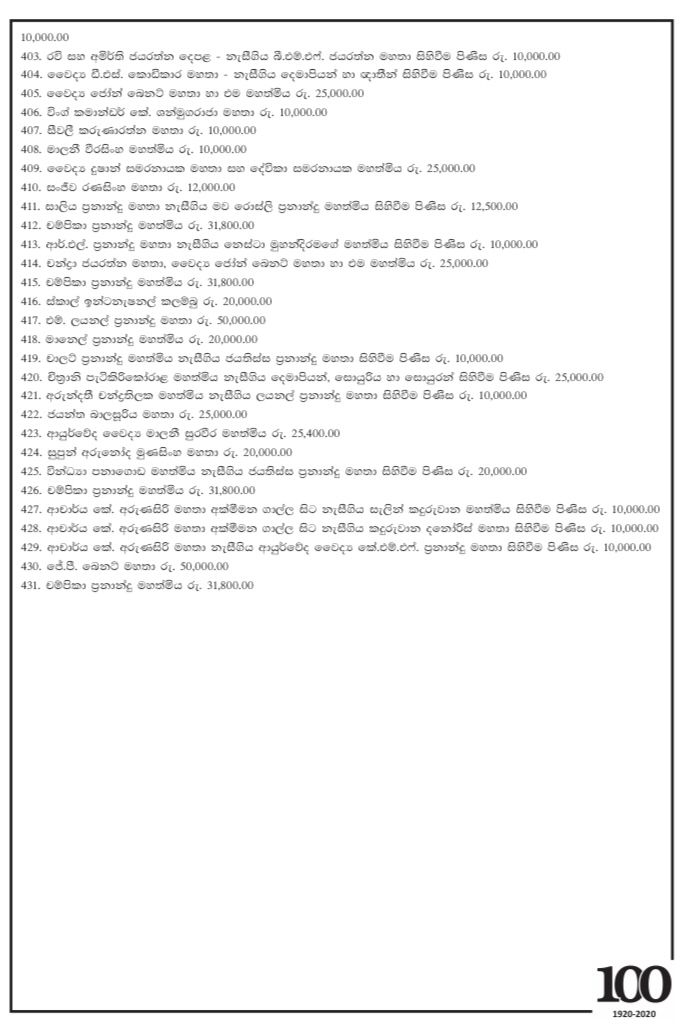 10,000.00
403. රවි සහ අමිර්ති ජයරත්න දෙපළ - නැසීගිය බී.එම්.එෆ්. ජයරත්න මහතා සිහිවීම පිණිස රු. 10,000.00
404. වෛද්‍ය ඩී.එස්. කොඩිකාර මහතා - නැසීගිය දෙමාපියන් හා ඥාතීන් සිහිවීම පිණිස රු. 10,000.00
405. වෛද්‍ය ජෝන් බෙනට් මහතා හා එම මහත්මිය රු. 25,000.00
406. වින්ග් කමාන්ඩර් කේ. ශන්මුගරාජා මහතා රු. 10,000.00
407. සීවලී කරුණාරත්න මහතා රු. 10,000.00
408. මාලනී වීරසිංහ මහත්මිය රු. 10,000.00
409. වෛද්‍ය දුෂාන් සමරනායක මහතා සහ දේවිකා සමරනායක මහත්මිය රු. 25,000.00
410. සංජීව රණසිංහ මහතා රු. 12,000.00
411. සාලිය ප්‍රනාන්දු මහතා නැසීගිය මව රොස්ලි ප්‍රනාන්දු මහත්මිය සිහිවීම පිණිස රු. 12,500.00
412. චම්පිකා ප්‍රනාන්දු මහත්මිය රු. 31,800.00
413. ආර්.එල්. ප්‍රනාන්දු මහතා නැසීගිය නෙස්ටා මුහන්දිරමගේ මහත්මිය සිහිවීම පිණිස රු. 10,000.00
414. චන්ද්‍රා ජයරත්න මහතා, වෛද්‍ය ජෝන් බෙනට් මහතා හා එම මහත්මිය රු. 25,000.00
415. චම්පිකා ප්‍රනාන්දු මහත්මිය රු. 31,800.00
416. ස්කාල් ඉන්ටනැෂනල් කලම්බු රු. 20,000.00
417. එම්. ලයනල් ප්‍රනාන්දු මහතා රු. 50,000.00
418. මානෙල් ප්‍රනාන්දු මහත්මිය රු. 20,000.00
419. චාලට් ප්‍රනාන්දු මහත්මිය නැසීගිය ජයතිස්ස ප්‍රනාන්දු මහතා සිහිවීම පිණිස රු. 10,000.00
420. චිත්‍රානි පැටිකිරිකෝරාළ මහත්මිය නැසීගිය දෙමාපියන්, සොයුරිය හා සොයුරන් සිහිවීම පිණිස රු. 25,000.00
421. අරුන්දතී චන්ද්‍රතිලක මහත්මිය නැසීගිය ලයනල් ප්‍රනාන්දු මහතා සිහිවීම පිණිස රු. 10,000.00
422. ජයන්ත බාලසූරිය මහතා රු. 25,000.00
423. ආයුර්වේද වෛද්‍ය මාලනී සුරවීර මහත්මිය රු. 25,400.00
424. සුපුන් අරුනෝද මුණසිංහ මහතා රු. 20,000.00
425. වින්ධ්‍යා පනාගොඩ මහත්මිය නැසීගිය ජයතිස්ස ප්‍රනාන්දු මහතා සිහිවීම පිණිස රු. 20,000.00
426. චම්පිකා ප්‍රනාන්දු මහත්මිය රු. 31,800.00
427. ආචාර්ය කේ. අරුණසිරි මහතා අක්මීමන ගාල්ල සිට නැසීගිය සැලින් කඳුරුවාන මහත්මිය සිහිවීම පිණිස රු. 10,000.00
428. ආචාර්ය කේ. අරුණසිරි මහතා අක්මීමන ගාල්ල සිට නැසීගිය කඳුරුවාන දනෝරිස් මහතා සිහිවීම පිණිස රු. 10,000.00
429. ආචාර්ය කේ. අරුණසිරි මහතා නැසීගිය ආයුර්වේද වෛද්‍ය කේ.එම්.එෆ්. ප්‍රනාන්දු මහතා සිහිවීම පිණිස රු. 10,000.00
430. ජේ.පී. බෙනට් මහතා රු. 50,000.00
431. චම්පිකා ප්‍රනාන්දු මහත්මිය රු. 31,800.00
100
1920-2020